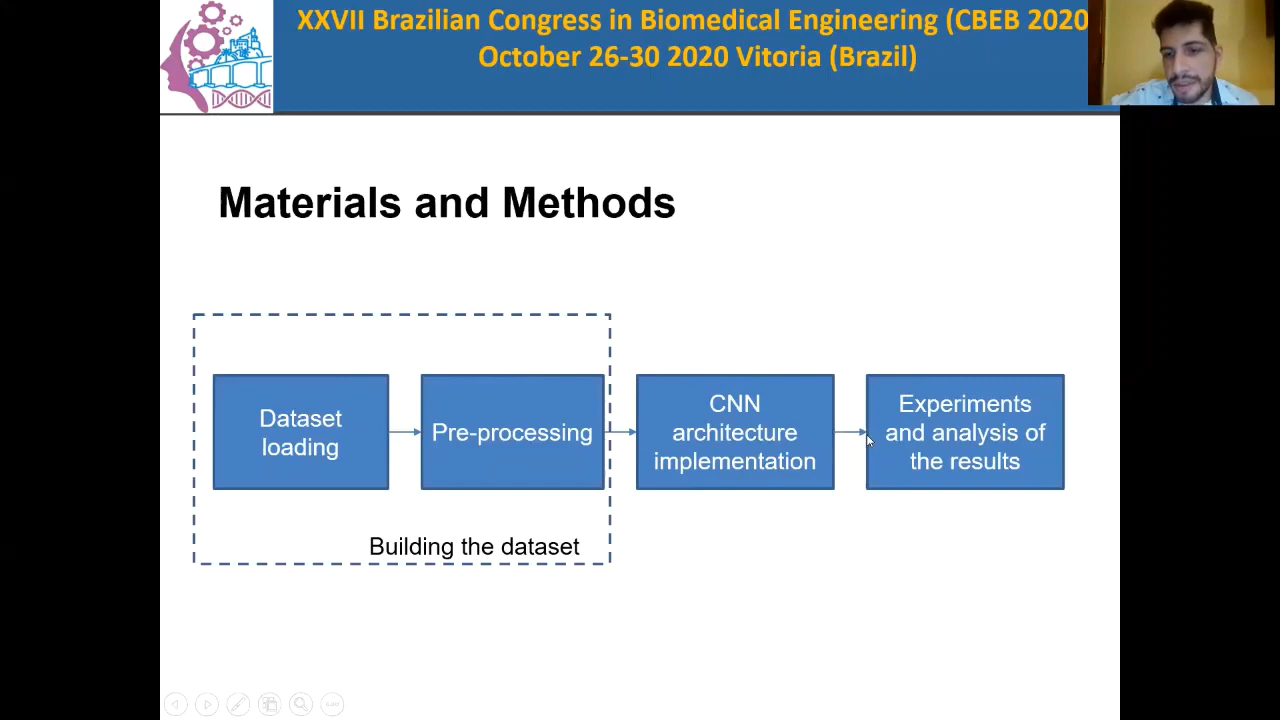 XXVII Brazilian Congress in Biomedical Engineering (CBEB 2020
October 26-30 2020 Vitoria (Brazil)
Materials and Methods
Dataset
loading
Pre-processing
CNN
architecture
implementation
Experiments
and analysis of
the results
Building the dataset